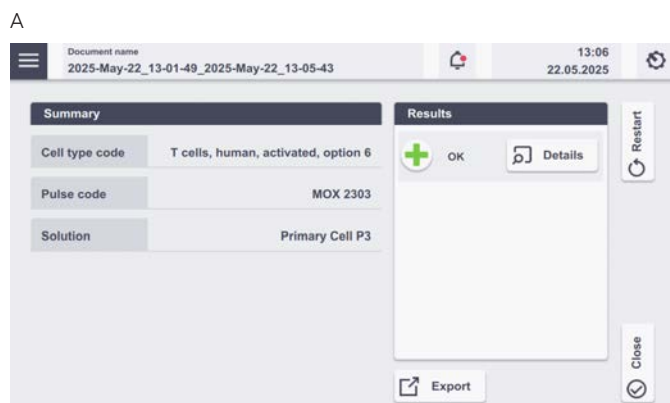 A
Document name
2025-May-22_13-01-49_2025-May-22_13-05-43
13:06
22.05.2025
Summary
Cell type code T cells, human, activated, option 6
Pulse code MOX 2303
Solution Primary Cell P3
Results
OK Details
Export
Restart
Close